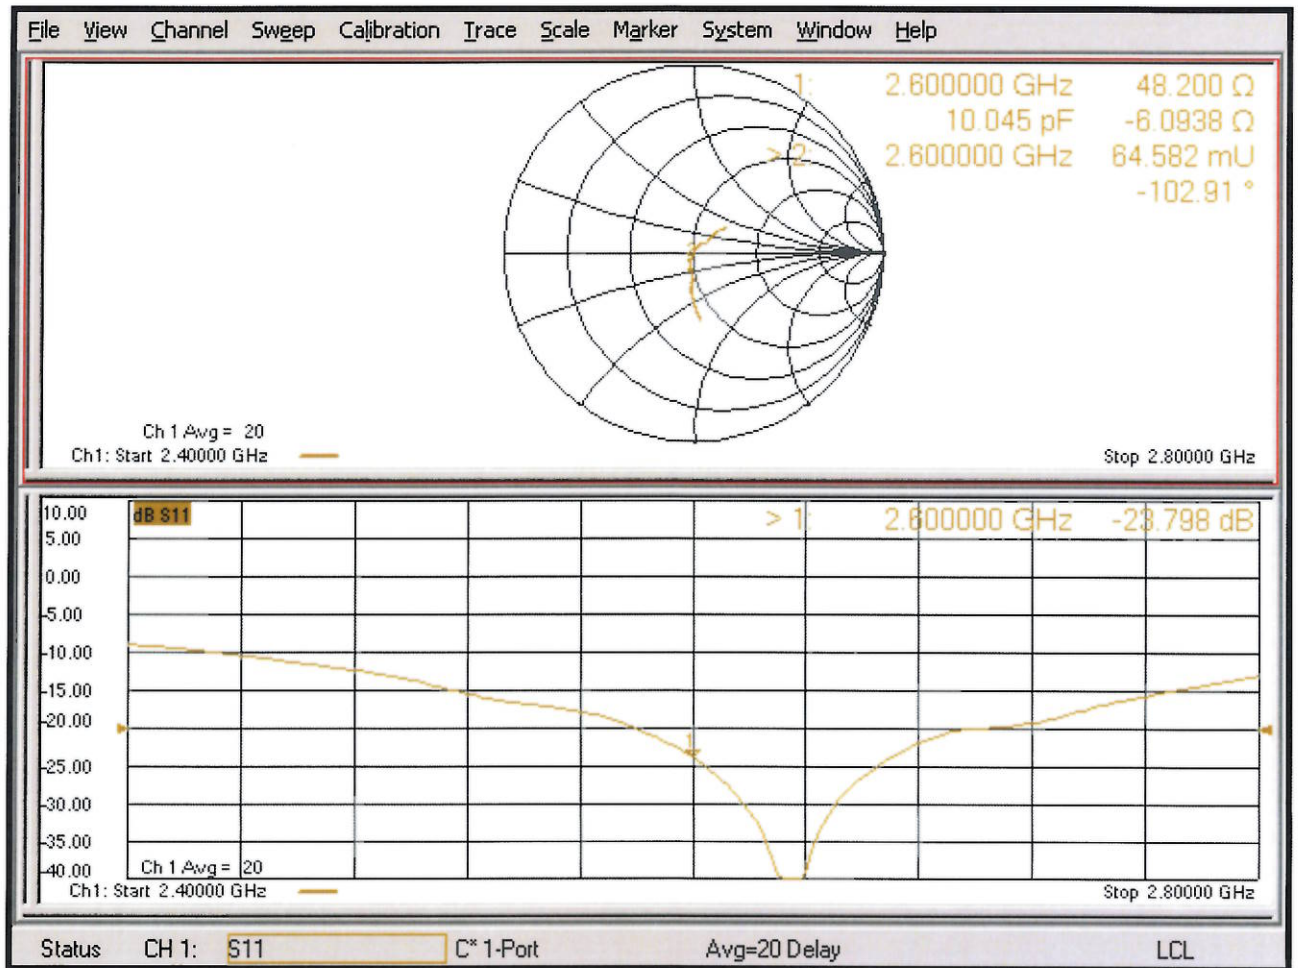 File View Channel Sweep Calibration Trace Scale Marker System Window Help
1: 2.600000 GHz 48.200 Ω
10.045 pF -6.0938 Ω
> 2: 2.600000 GHz 64.582 mU
-102.91 °
Ch 1 Avg = 20
Ch1: Start 2.40000 GHz
Stop 2.80000 GHz
10.00
dB S11
> 1: 2.600000 GHz -23.798 dB
5.00
0.00
-5.00
-10.00
-15.00
-20.00
1
-25.00
-30.00
-35.00
-40.00
Ch 1 Avg = 20
Ch1: Start 2.40000 GHz
Stop 2.80000 GHz
Status CH 1: S11 C* 1-Port Avg=20 Delay LCL